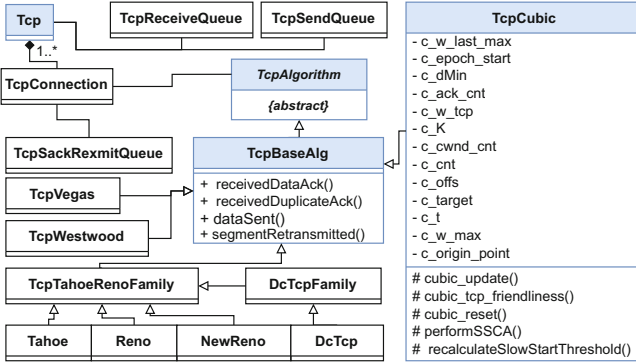 Tcp
TcpReceiveQueue
TcpSendQueue
1..*
TcpConnection
TcpAlgorithm
{abstract}
TcpSackRexmitQueue
TcpVegas
TcpWestwood
TcpBaseAlg
+ receivedDataAck()
+ receivedDuplicateAck()
+ dataSent()
+ segmentRetransmitted()
TcpTahoeRenoFamily
DcTcpFamily
Tahoe
Reno
NewReno
DcTcp
TcpCubic
- c_w_last_max
- c_epoch_start
- c_dMin
- c_ack_cnt
- c_w_tcp
- c_K
- c_cwnd_cnt
- c_cnt
- c_offs
- c_target
- c_t
- c_w_max
- c_origin_point
# cubic_update()
# cubic_tcp_friendliness()
# cubic_reset()
# performSSCA()
# recalculateSlowStartThreshold()